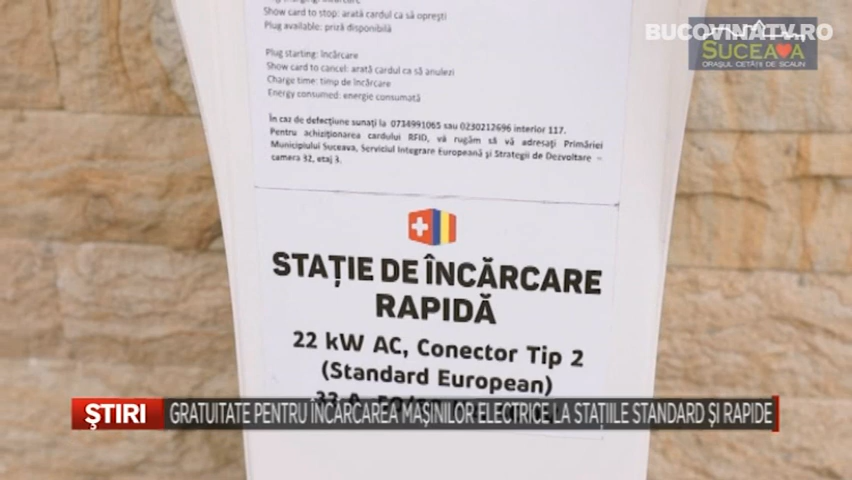 BUCOVINATV.RO
SUCEAVA
ORAȘUL CETĂȚII DE SCAUN
Show card to stop: arată cardul ca să oprești
Plug available: priză disponibilă
Plug starting: încărcare
Show card to cancel: arată cardul ca să anulezi
Charge time: timp de încărcare
Energy consumed: energie consumată
În caz de defecțiune sunați la 0734991065 sau 0230212696 interior 117.
Pentru achiziționarea cardului RFID, vă rugăm să vă adresați Primăriei
Municipiului Suceava, Serviciul Integrare Europeană și Strategii de Dezvoltare –
camera 32, etaj 3.
STAȚIE DE ÎNCĂRCARE
RAPIDĂ
22 kW AC, Conector Tip 2
(Standard European)
ȘTIRI
GRATUITATE PENTRU ÎNCĂRCAREA MAȘINILOR ELECTRICE LA STAȚIILE STANDARD ȘI RAPIDE